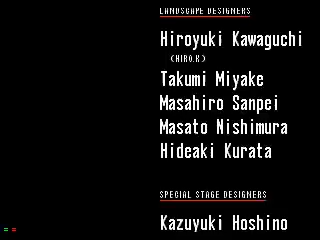 LANDSCAPE DESIGNERS
Hiroyuki Kawaguchi
(HIRO.K)
Takumi Miyake
Masahiro Sanpei
Masato Nishimura
Hideaki Kurata
SPECIAL STAGE DESIGNERS
Kazuyuki Hoshino